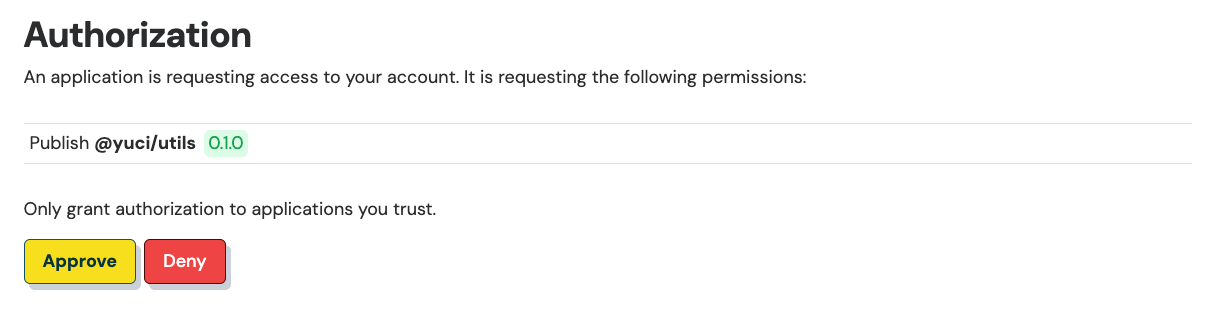 Authorization
An application is requesting access to your account. It is requesting the following permissions:
Publish @yuci/utils 0.1.0
Only grant authorization to applications you trust.
Approve Deny